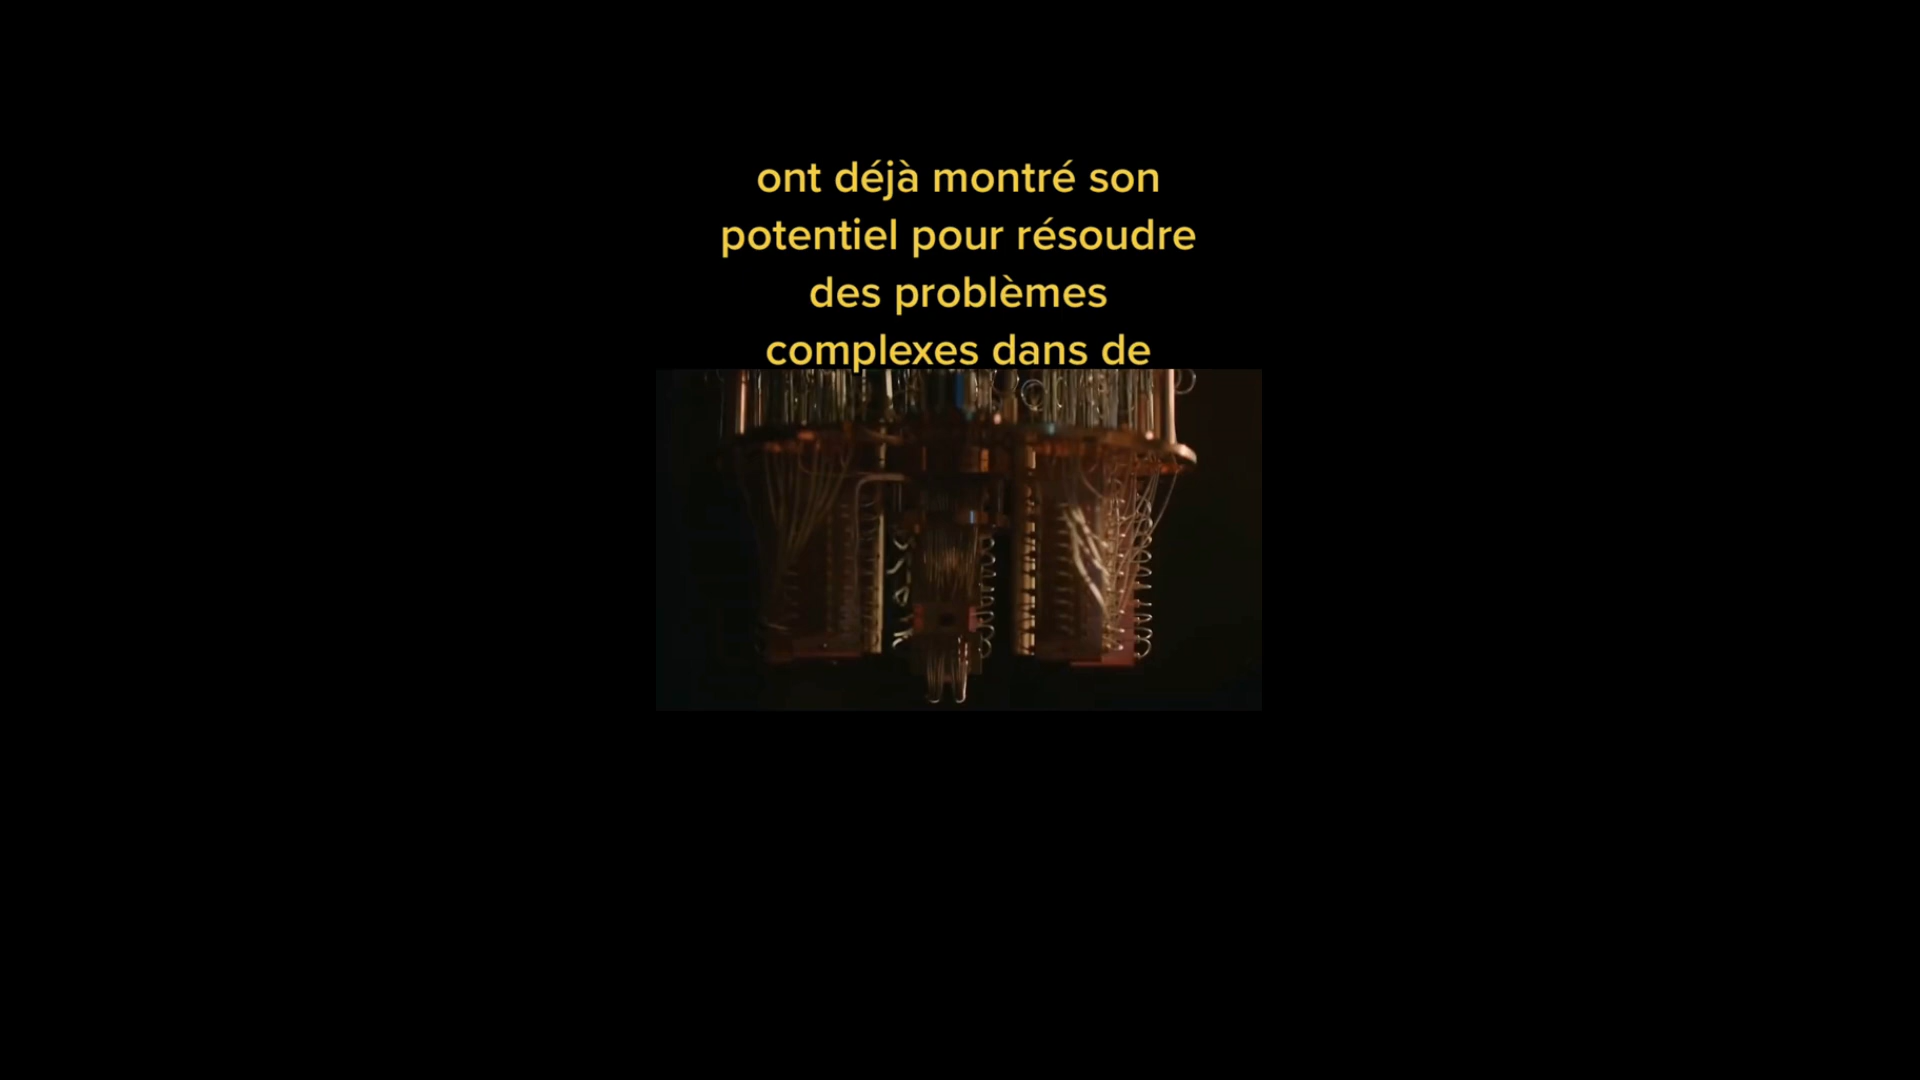 ont déjà montré son
potentiel pour résoudre
des problèmes
complexes dans de